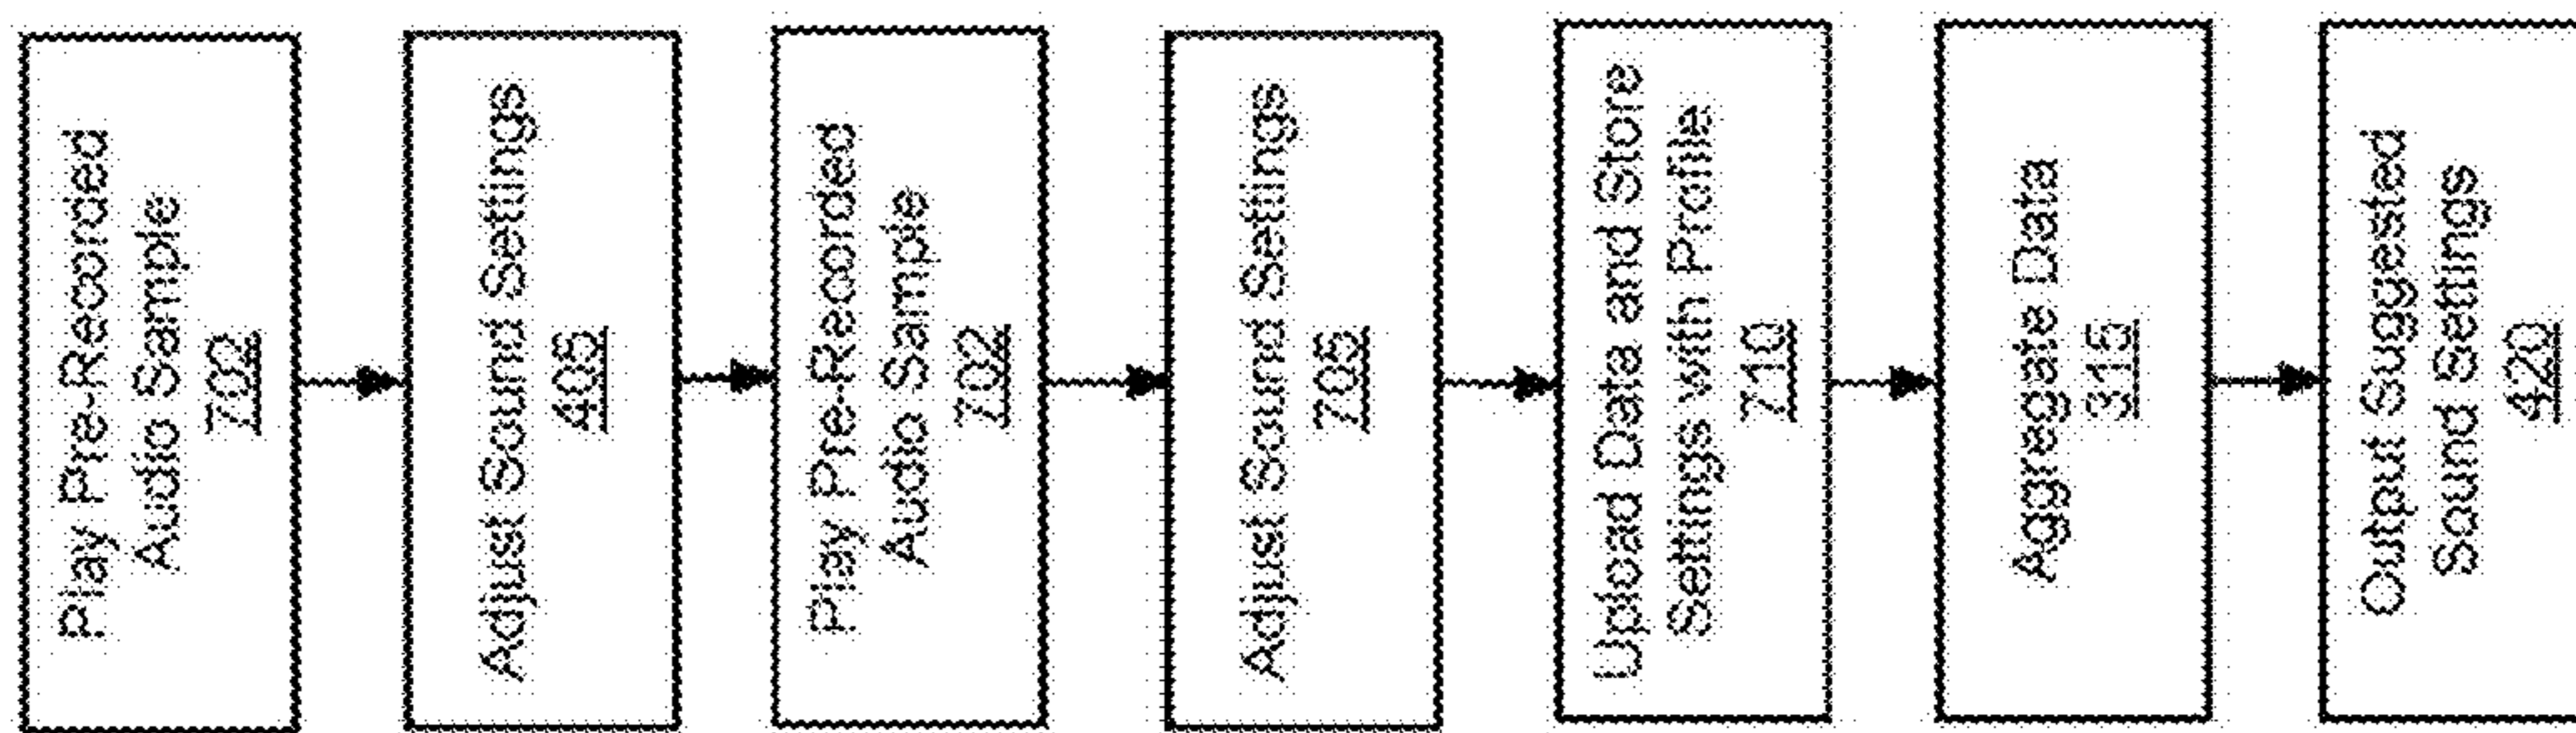 Play Pre-Recorded
Audio Sample
702
Adjust Sound Settings
405
Play Pre-Recorded
Audio Sample
702
Adjust Sound Settings
705
Upload Data and Store
Settings with Profile
710
Aggregate Data
315
Output Suggested
Sound Settings
420